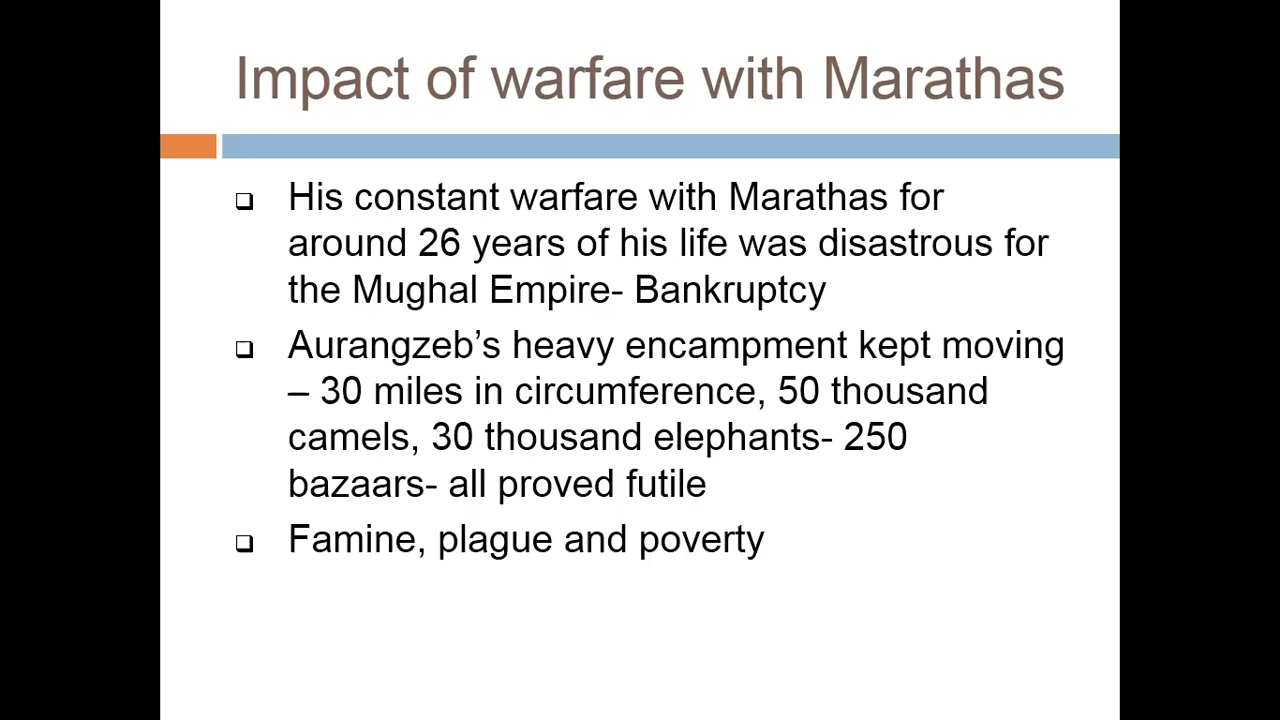 Impact of warfare with Marathas
His constant warfare with Marathas for
around 26 years of his life was disastrous for
the Mughal Empire- Bankruptcy
Aurangzeb’s heavy encampment kept moving
– 30 miles in circumference, 50 thousand
camels, 30 thousand elephants- 250
bazaars- all proved futile
Famine, plague and poverty